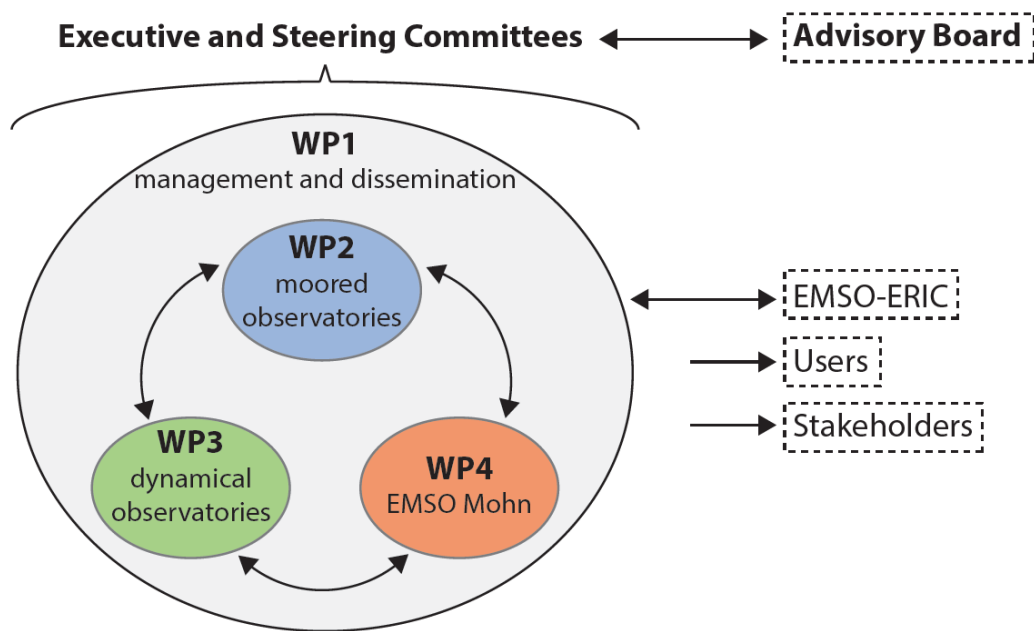 Executive and Steering Committees
Advisory Board
WP1
management and dissemination
WP2
moored
observatories
WP3
dynamical
observatories
WP4
EMSO Mohn
EMSO-ERIC
Users
Stakeholders